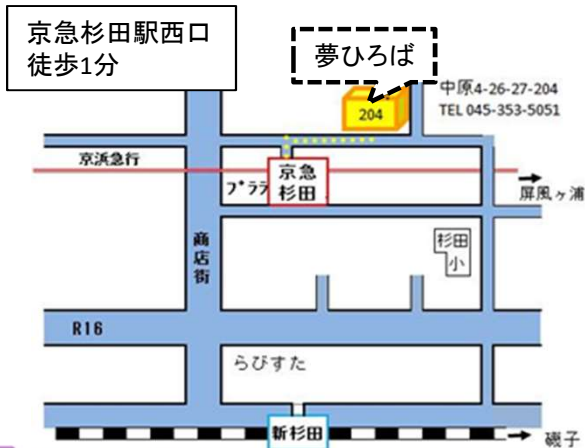 京急杉田駅西口
徒歩1分
夢ひろば
中原4-26-27-204
TEL 045-353-5051
204
京浜急行
京急
杉田
プララ
屏風ヶ浦
商店街
杉田
小
R16
らびすた
新杉田
磯子